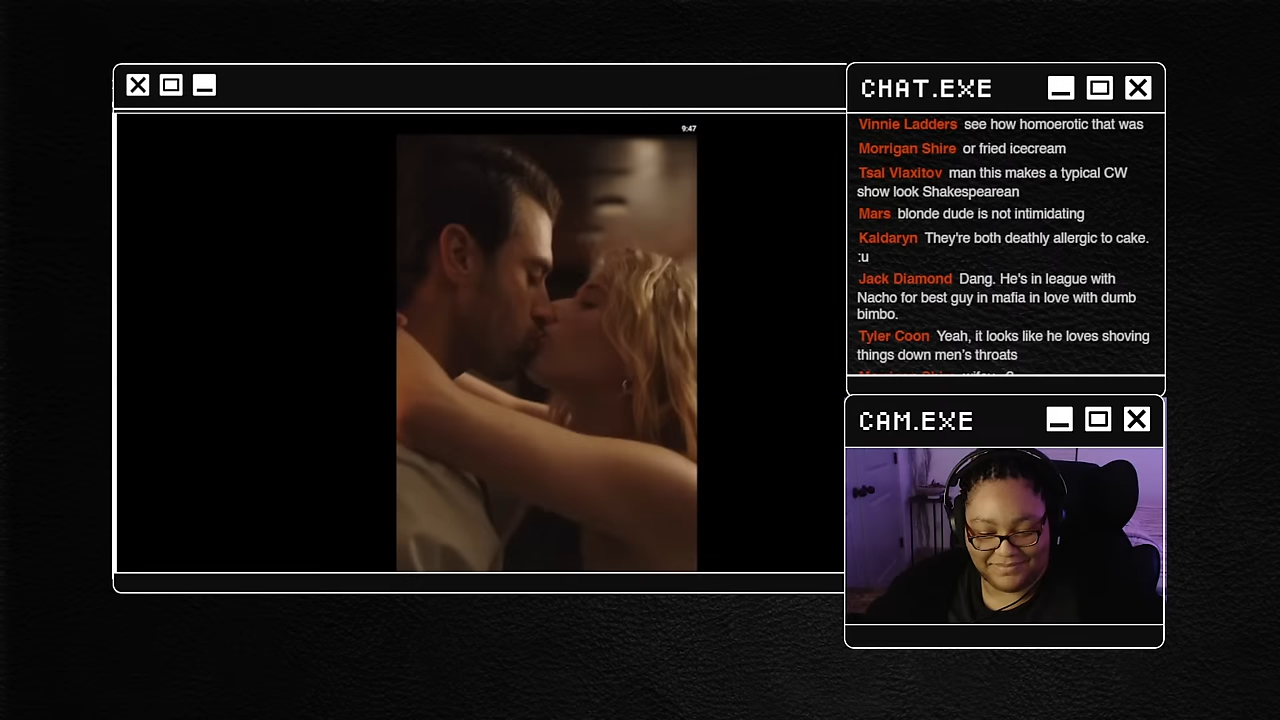 9:47
CHAT.EXE
Vinnie Ladders see how homoerotic that was
Morrigan Shire or fried icecream
Tsal Vlaxitov man this makes a typical CW
show look Shakespearean
Mars blonde dude is not intimidating
Kaldaryn They're both deathly allergic to cake.
:u
Jack Diamond Dang. He's in league with
Nacho for best guy in mafia in love with dumb
bimbo.
Tyler Coon Yeah, it looks like he loves shoving
things down men's throats
CAM.EXE